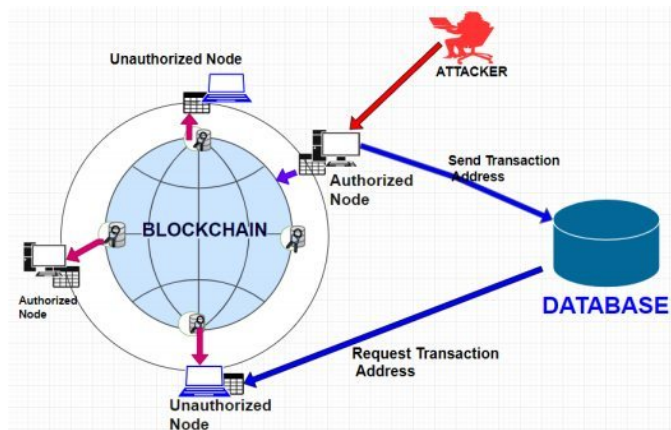 ATTACKER
Unauthorized Node
Authorized
Node
Send Transaction
Address
BLOCKCHAIN
DATABASE
Authorized
Node
Request Transaction
Address
Unauthorized
Node